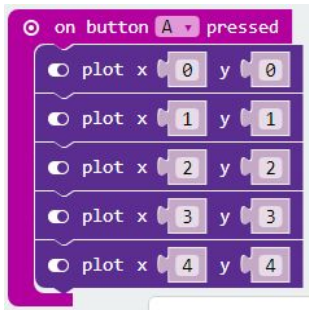 on button A pressed
plot x 0 y 0
plot x 1 y 1
plot x 2 y 2
plot x 3 y 3
plot x 4 y 4